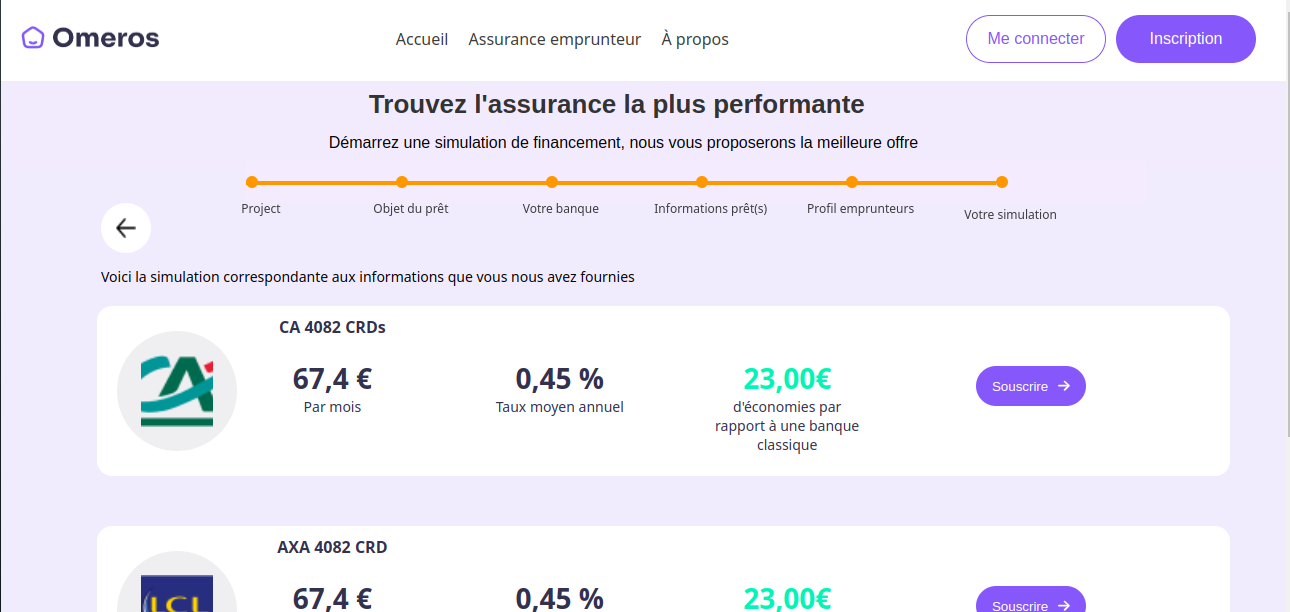 Omeros
Accueil Assurance emprunteur À propos
Me connecter Inscription
Trouvez l'assurance la plus performante
Démarrez une simulation de financement, nous vous proposerons la meilleure offre
Project Objet du prêt Votre banque Informations prêt(s) Profil emprunteurs Votre simulation
Voici la simulation correspondante aux informations que vous nous avez fournies
CA 4082 CRDs
67,4 € 0,45 % 23,00€
Par mois Taux moyen annuel d'économies par
rapport à une banque
classique
Souscrire
AXA 4082 CRD
LCL
67,4 € 0,45 % 23,00€
Souscrire